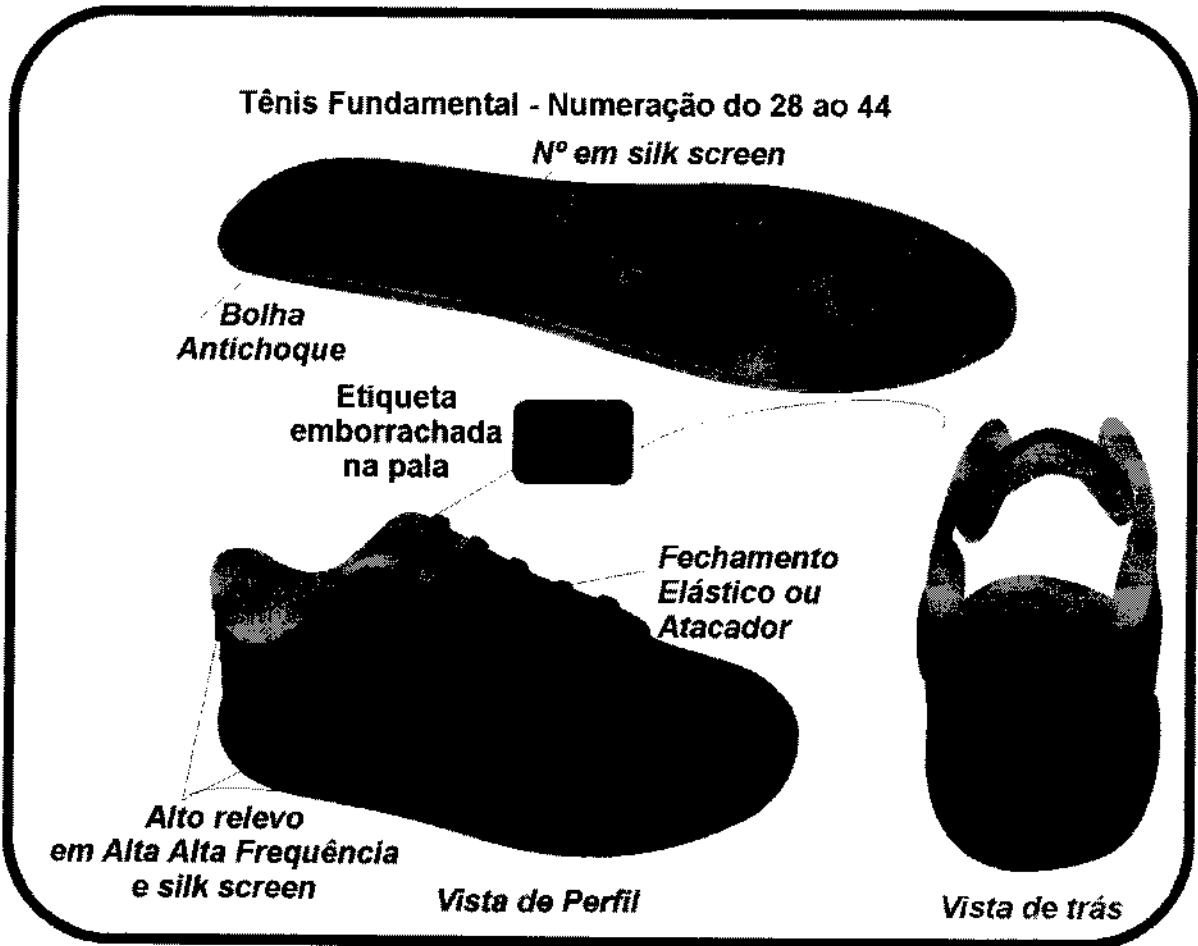 Tênis Fundamental - Numeração do 28 ao 44
Nº em silk screen
Bolha
Antichoque
Etiqueta
emborrachada
na pala
Fechamento
Elástico ou
Atacador
Alto relevo
em Alta Alta Frequência
e silk screen
Vista de Perfil
Vista de trás